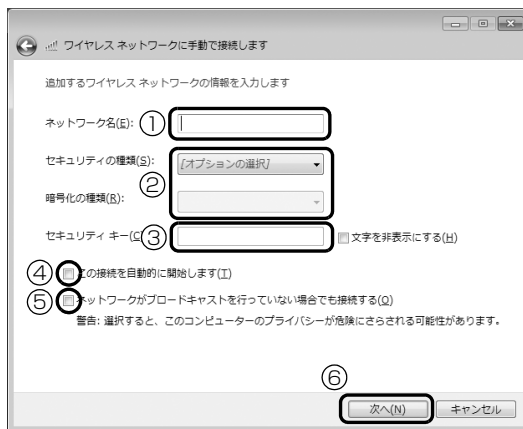 ワイヤレス ネットワークに手動で接続します
追加するワイヤレス ネットワークの情報を入力します
ネットワーク名(E): ①
セキュリティの種類(S): [オプションの選択]
②
暗号化の種類(R):
セキュリティ キー(C ③ 文字を非表示にする(H)
④ この接続を自動的に開始します(T)
⑤ ネットワークがブロードキャストを行っていない場合でも接続する(O)
警告: 選択すると、このコンピューターのプライバシーが危険にさらされる可能性があります。
⑥
次へ(N) キャンセル